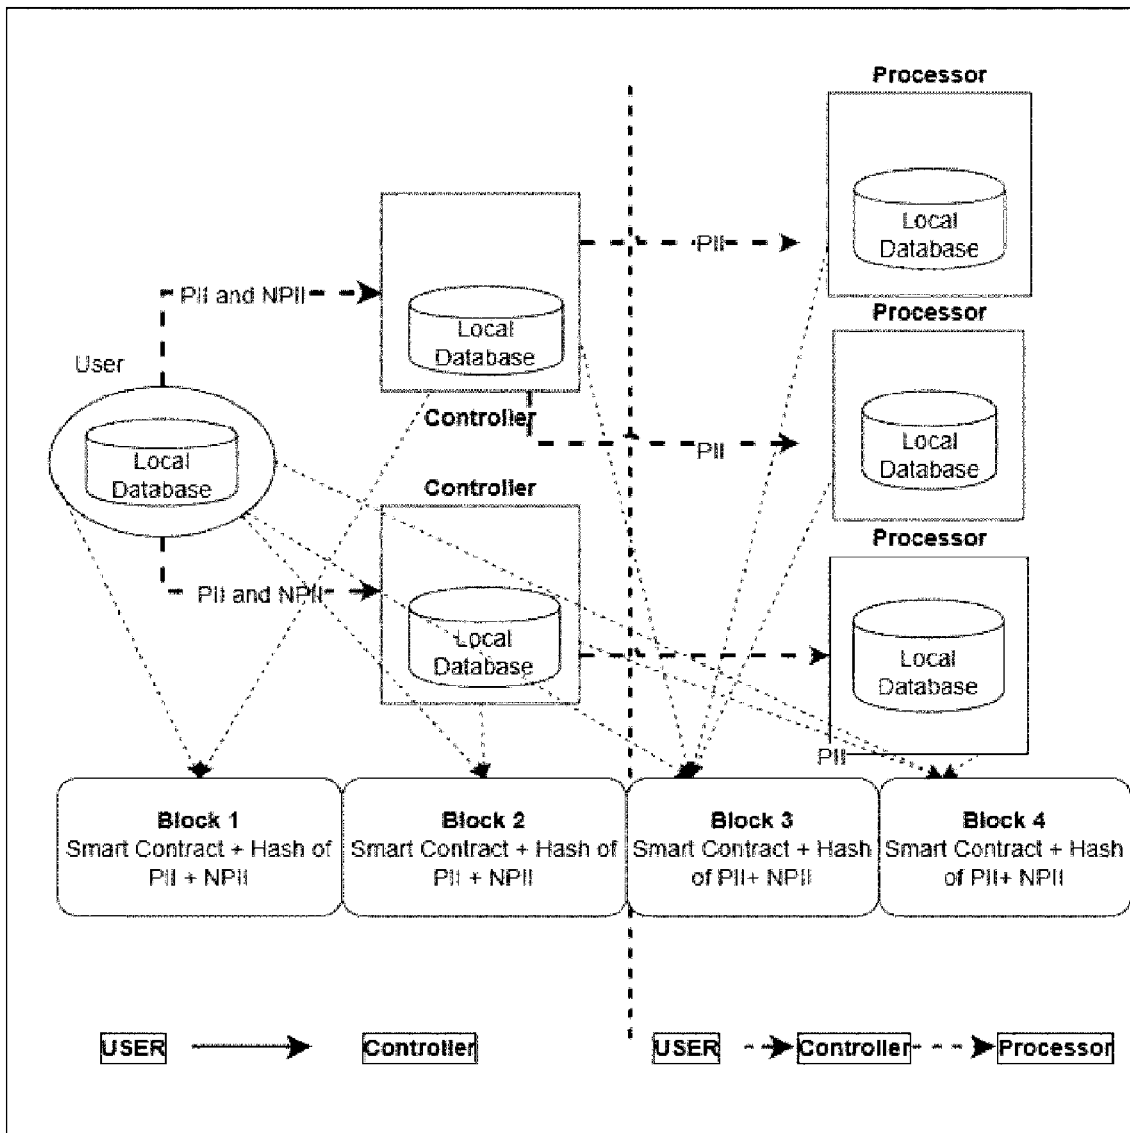 Processor
Local
Database
PII
PII and NPII
Local
Database
Processor
User
Controller
PII
Local
Database
Local
Database
Controller
Processor
PII and NPII
Local
Database
Local
Database
PII
Block 1
Smart Contract + Hash of
PII + NPII
Block 2
Smart Contract + Hash of
PII + NPII
Block 3
Smart Contract + Hash
of PII+ NPII
Block 4
Smart Contract + Hash
of PII+ NPII
USER
Controller
USER
Controller
Processor